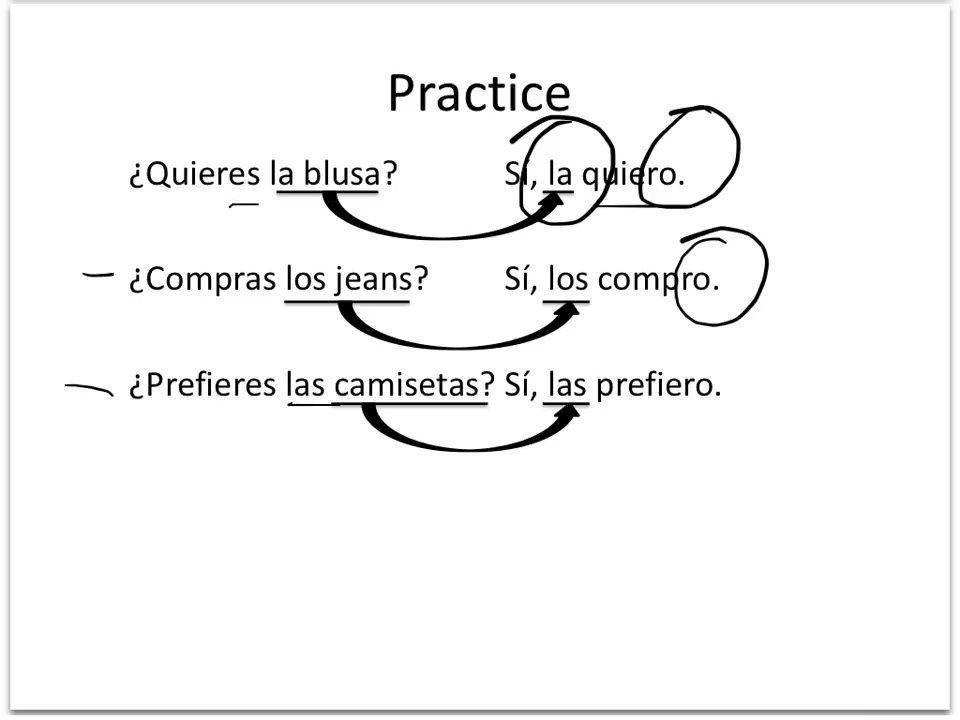 Practice
¿Quieres la blusa? Sí, la quiero.
¿Compras los jeans? Sí, los compro.
¿Prefieres las camisetas? Sí, las prefiero.